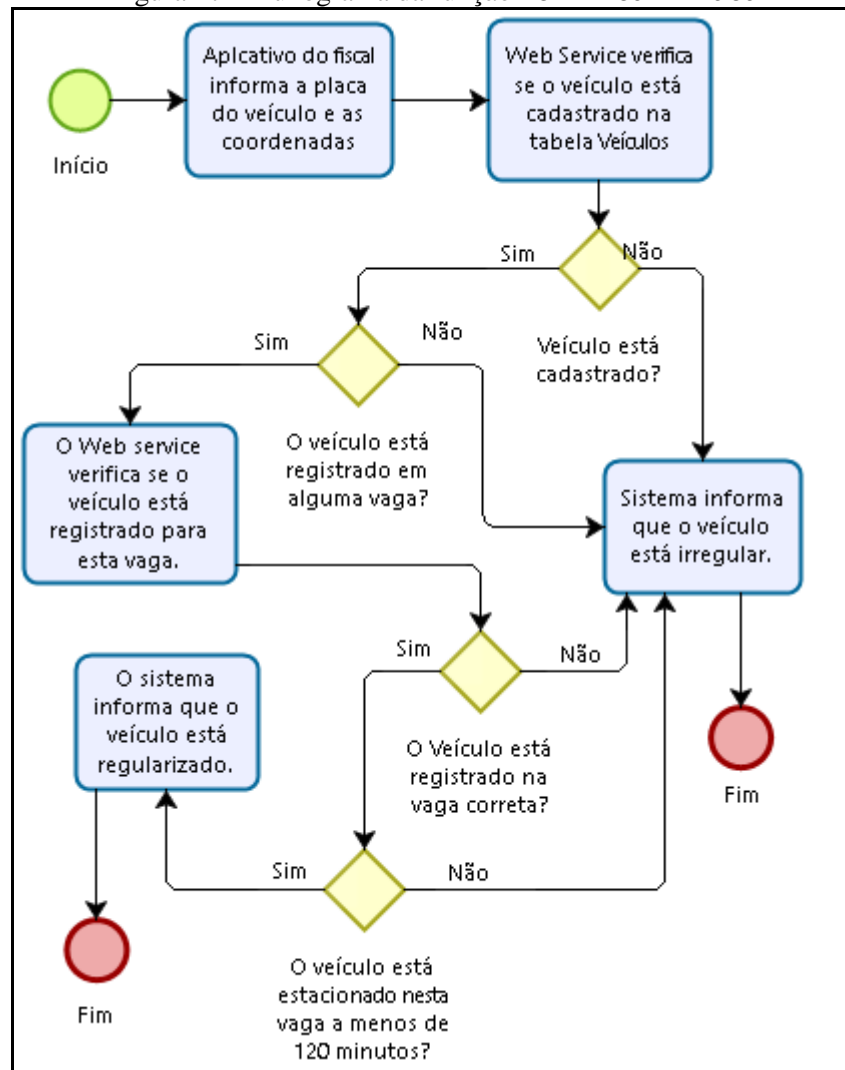 Aplcativo do fiscal
informa a placa
do veículo e as
coordenadas
Web Service verifica
se o veículo está
cadastrado na
tabela Veículos
Início
Sim
Não
Veículo está
cadastrado?
Sim
Não
O veículo está
registrado em
alguma vaga?
O Web service
verifica se o
veículo está
registrado para
esta vaga.
Sistema informa
que o veículo
está irregular.
Sim
Não
O Veículo está
registrado na
vaga correta?
O sistema
informa que o
veículo está
regularizado.
Fim
Sim
Não
O veículo está
estacionado nesta
vaga a menos de
120 minutos?
Fim